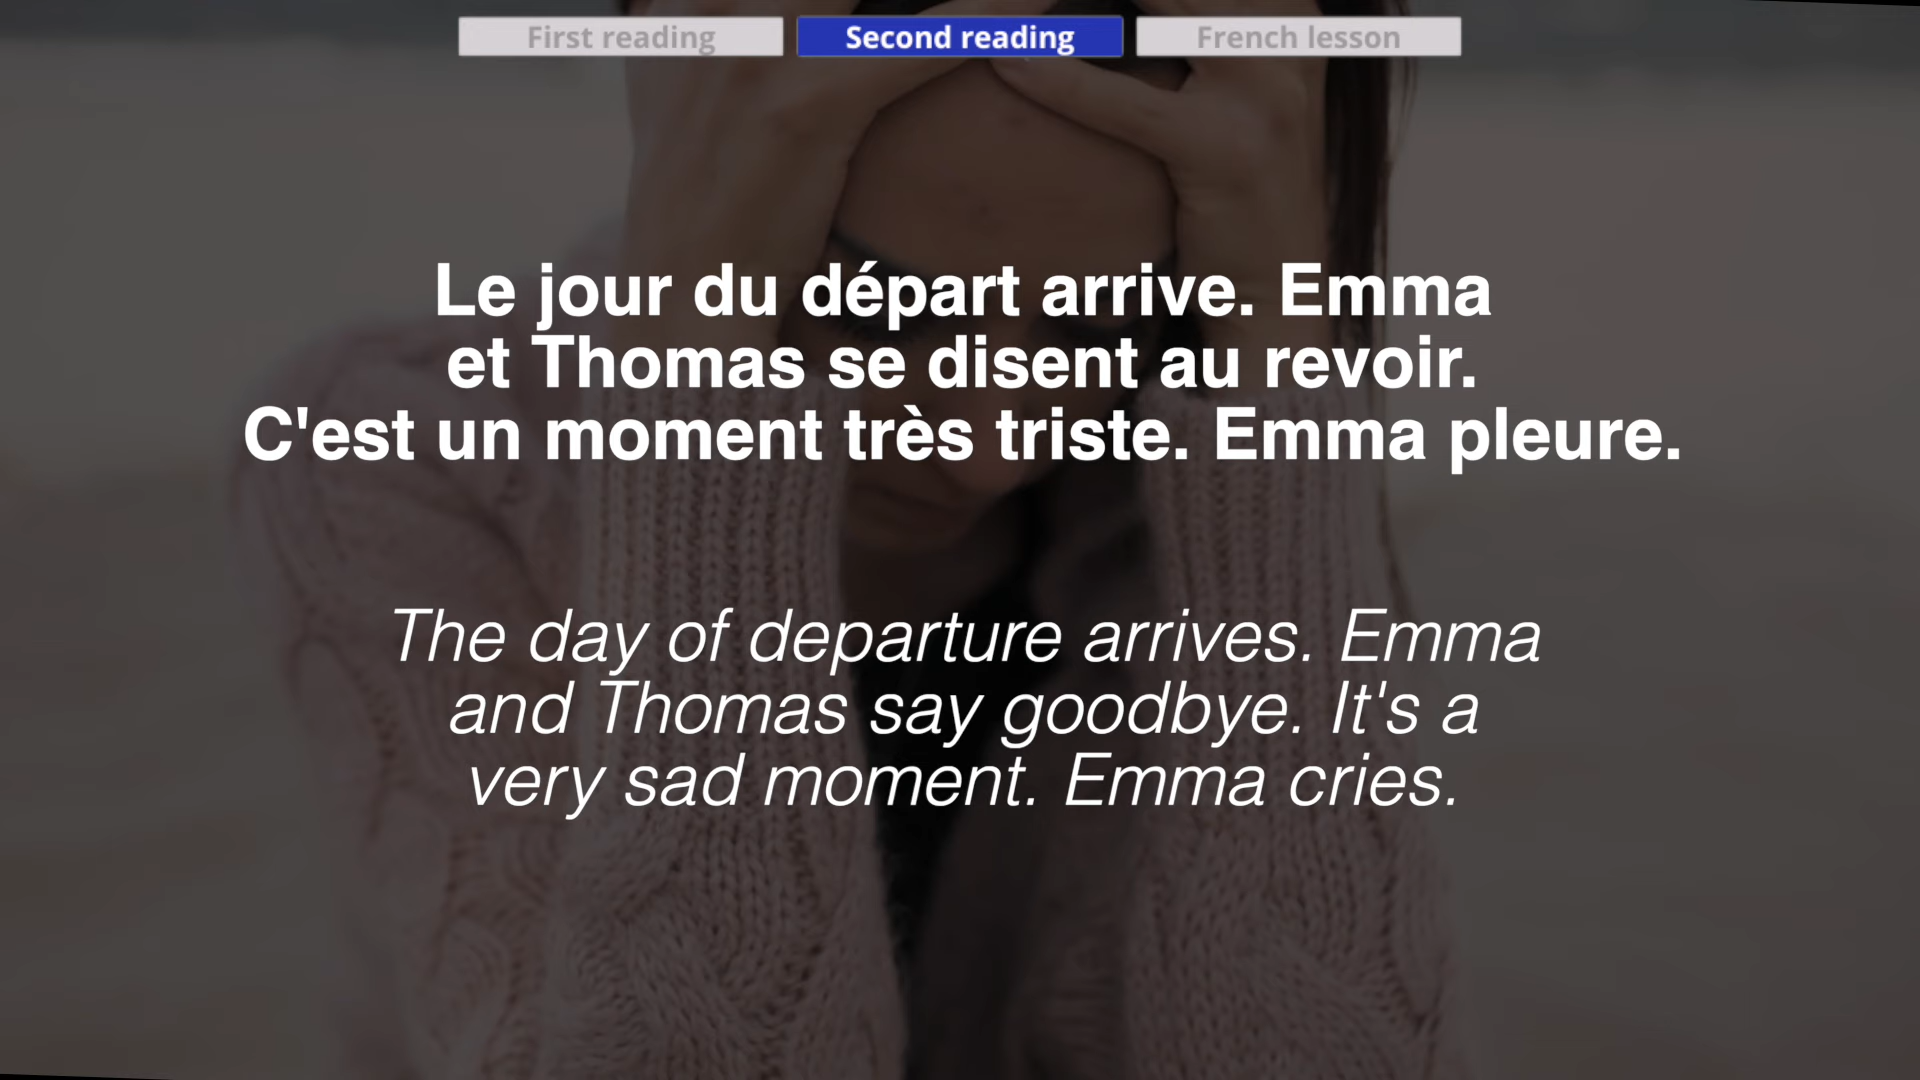 First reading
Second reading
French lesson
Le jour du départ arrive. Emma
et Thomas se disent au revoir.
C'est un moment très triste. Emma pleure.
The day of departure arrives. Emma
and Thomas say goodbye. It's a
very sad moment. Emma cries.